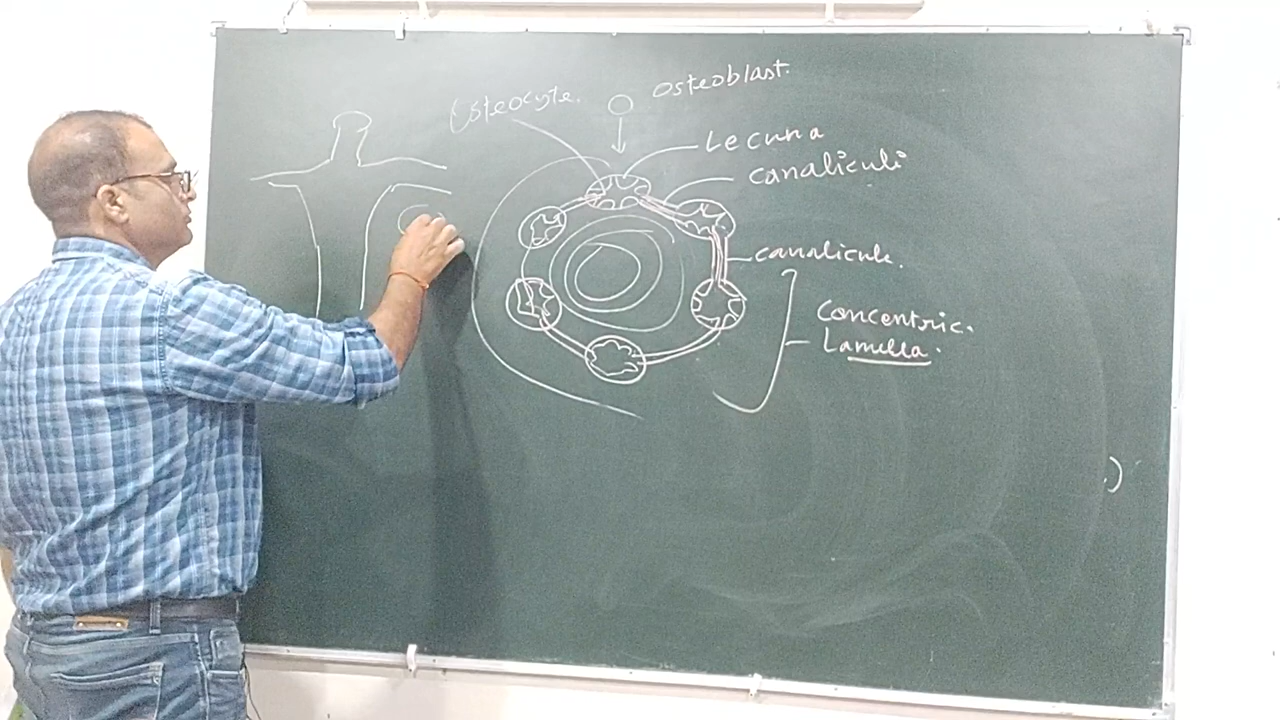 Osteocyte.
Osteoblast.
Lecuna
canaliculi
canalicule.
Concentric.
Lamella.